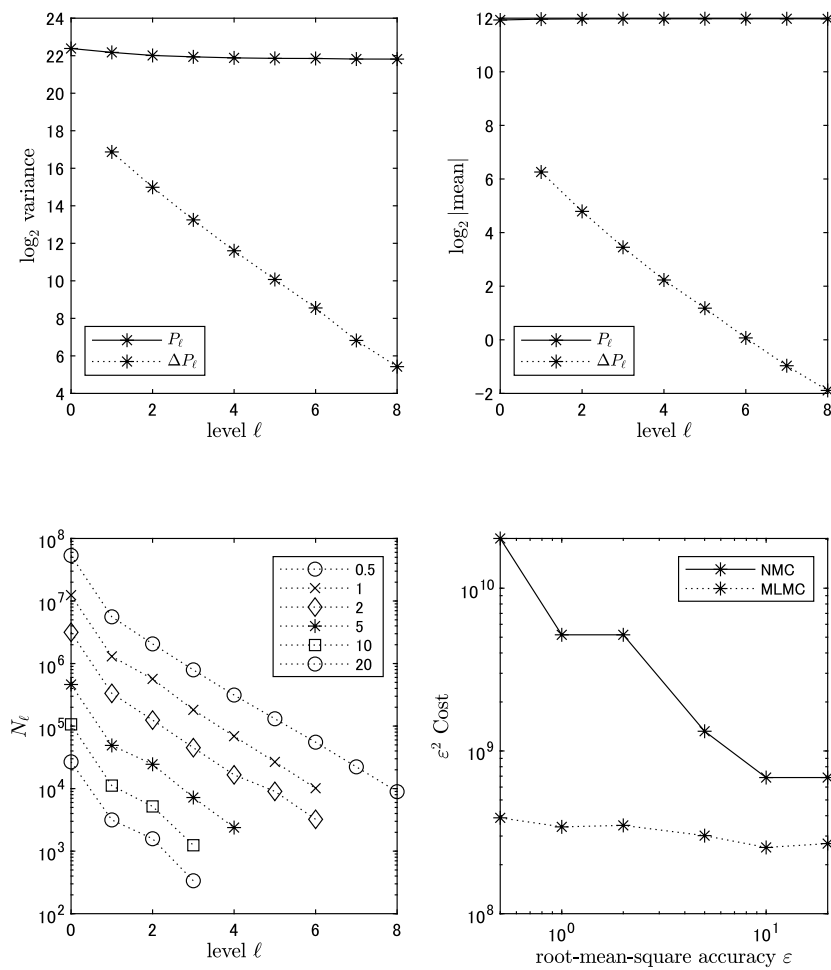 log₂ variance
24
22
20
18
16
14
12
10
8
6
4
0 2 4 6 8
level ℓ
P_ℓ
ΔP_ℓ
log₂ |mean|
12
10
8
6
4
2
0
−2
0 2 4 6 8
level ℓ
P_ℓ
ΔP_ℓ
N_ℓ
10⁸
10⁷
10⁶
10⁵
10⁴
10³
10²
0 2 4 6 8
level ℓ
0.5
1
2
5
10
20
ε² Cost
10¹⁰
10⁹
10⁸
10⁰ 10¹
root-mean-square accuracy ε
NMC
MLMC